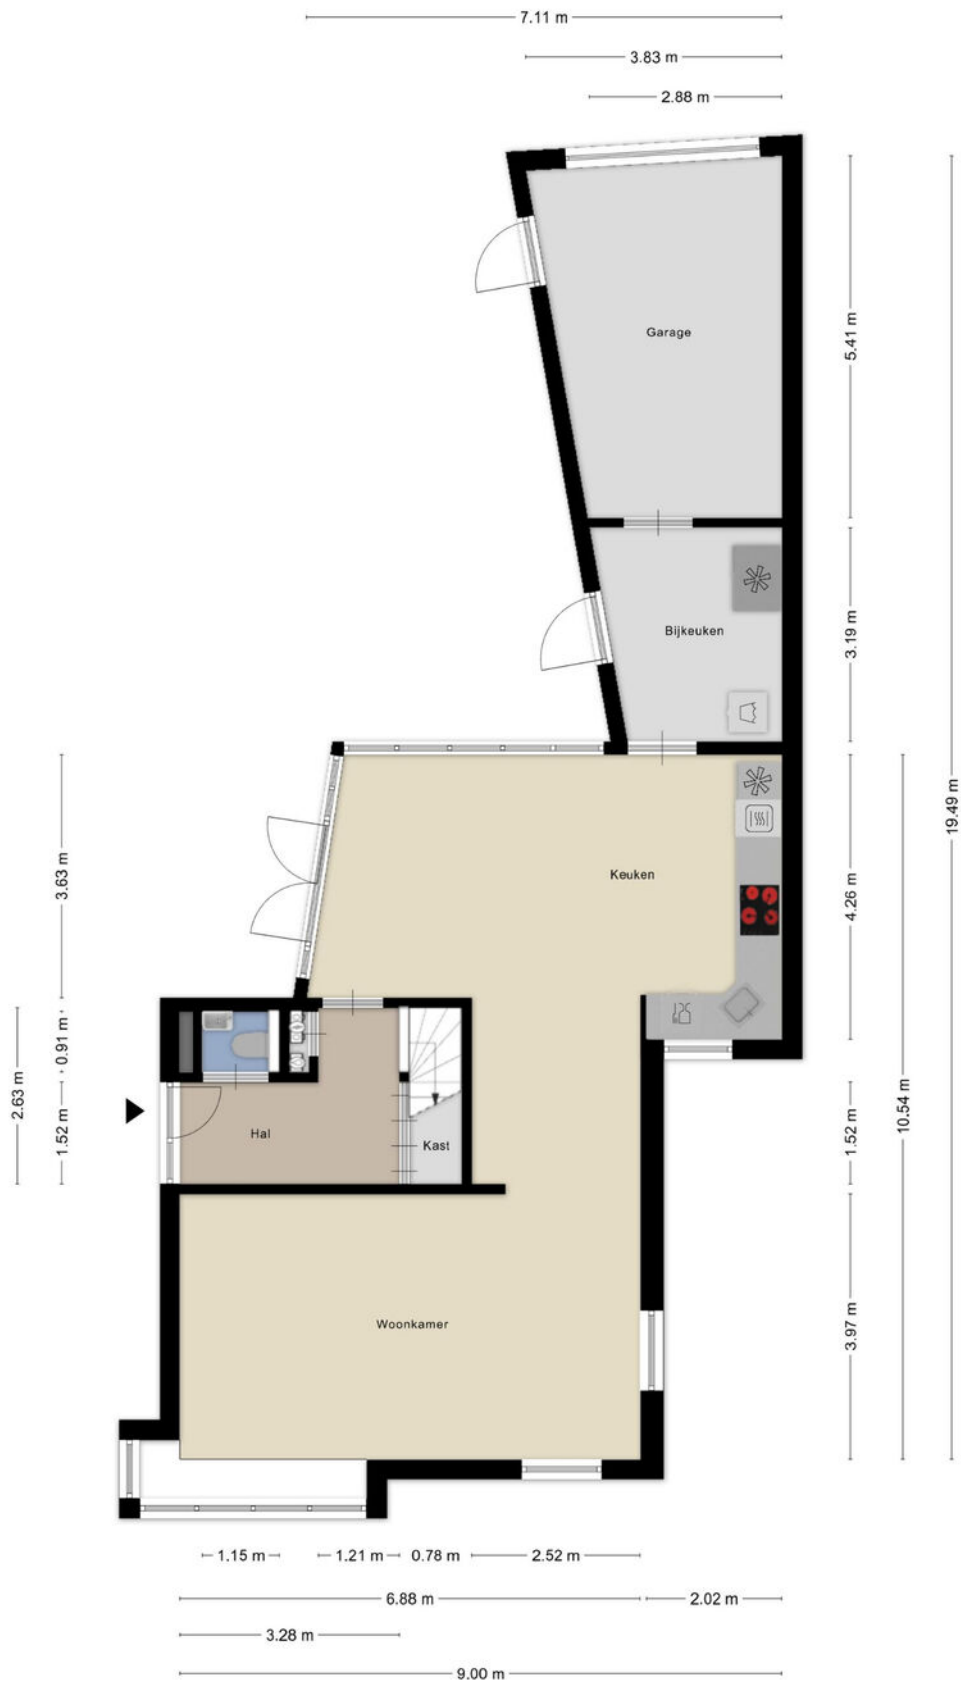 7.11 m
3.83 m
2.88 m
Garage
5.41 m
Bijkeuken
3.19 m
19.49 m
3.63 m
Keuken
4.26 m
2.63 m
0.91 m
1.52 m
10.54 m
1.52 m
Hal
Kast
Woonkamer
3.97 m
1.15 m
1.21 m
0.78 m
2.52 m
6.88 m
2.02 m
3.28 m
9.00 m